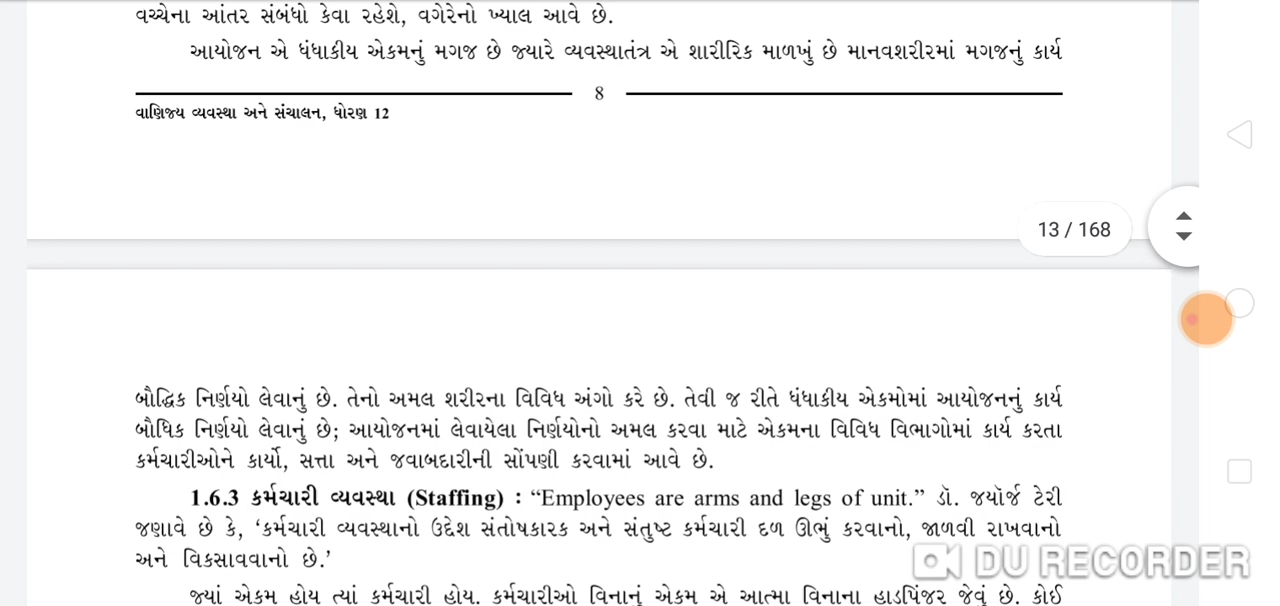 વચ્ચેના આંતર સંબંધો કેવા રહેશે, વગેરેનો ખ્યાલ આવે છે.
આયોજન એ ધંધાકીય એકમનું મગજ છે જ્યારે વ્યવસ્થાતંત્ર એ શારીરિક માળખું છે માનવશરીરમાં મગજનું કાર્ય
8
વાણિજ્ય વ્યવસ્થા અને સંચાલન, ધોરણ 12
13 / 168
બૌદ્ધિક નિર્ણયો લેવાનું છે. તેનો અમલ શરીરના વિવિધ અંગો કરે છે. તેવી જ રીતે ધંધાકીય એકમોમાં આયોજનનું કાર્ય
બૌધિક નિર્ણયો લેવાનું છે; આયોજનમાં લેવાયેલા નિર્ણયોનો અમલ કરવા માટે એકમના વિવિધ વિભાગોમાં કાર્ય કરતા
કર્મચારીઓને કાર્યો, સત્તા અને જવાબદારીની સોંપણી કરવામાં આવે છે.
1.6.3 કર્મચારી વ્યવસ્થા (Staffing) : “Employees are arms and legs of unit.” ડૉ. જ્યૉર્જ ટેરી
જણાવે છે કે, ‘કર્મચારી વ્યવસ્થાનો ઉદ્દેશ સંતોષકારક અને સંતુષ્ટ કર્મચારી દળ ઊભું કરવાનો, જાળવી રાખવાનો
અને વિકસાવવાનો છે.’
DU RECORDER
જ્યાં એકમ હોય ત્યાં કર્મચારી હોય. કર્મચારીઓ વિનાનું એકમ એ આત્મા વિનાના હાડપિંજર જેવું છે. કોઈ